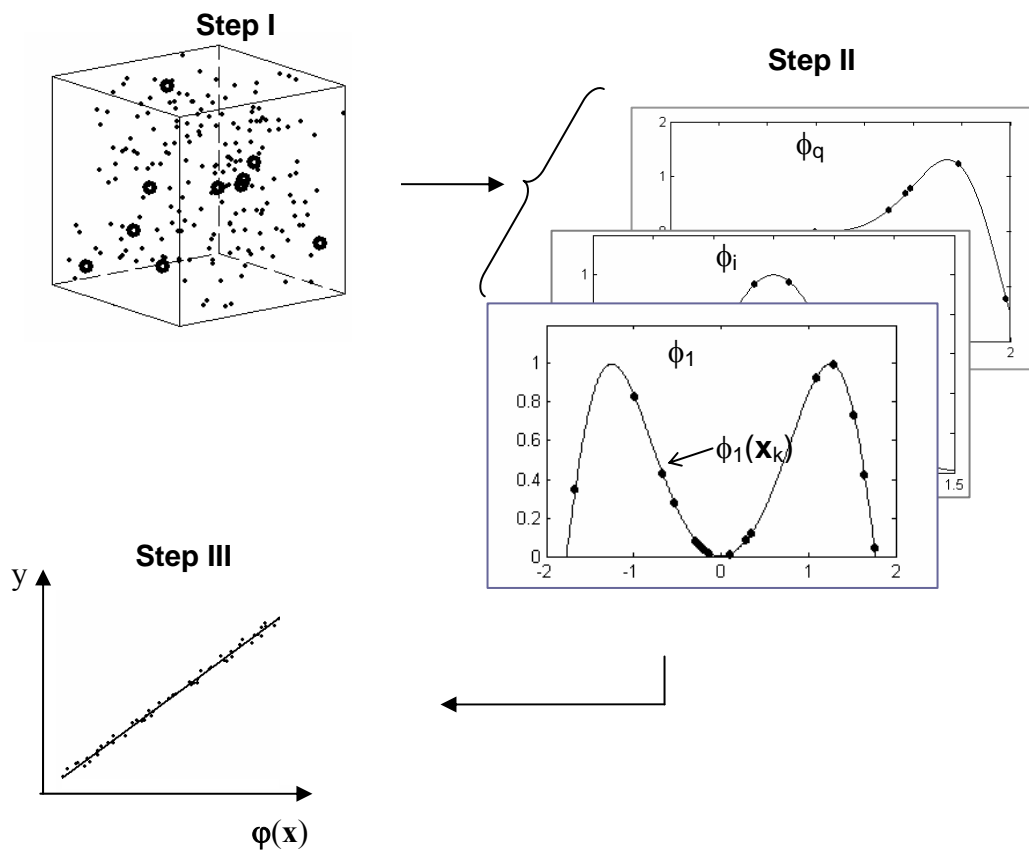 Step I
Step II
2
1
ϕq
2
1
ϕi
1.5
1
0.8
0.6
0.4
0.2
0
-2 -1 0 1 2
ϕ1
ϕ1(xk)
Step III
y
φ(x)